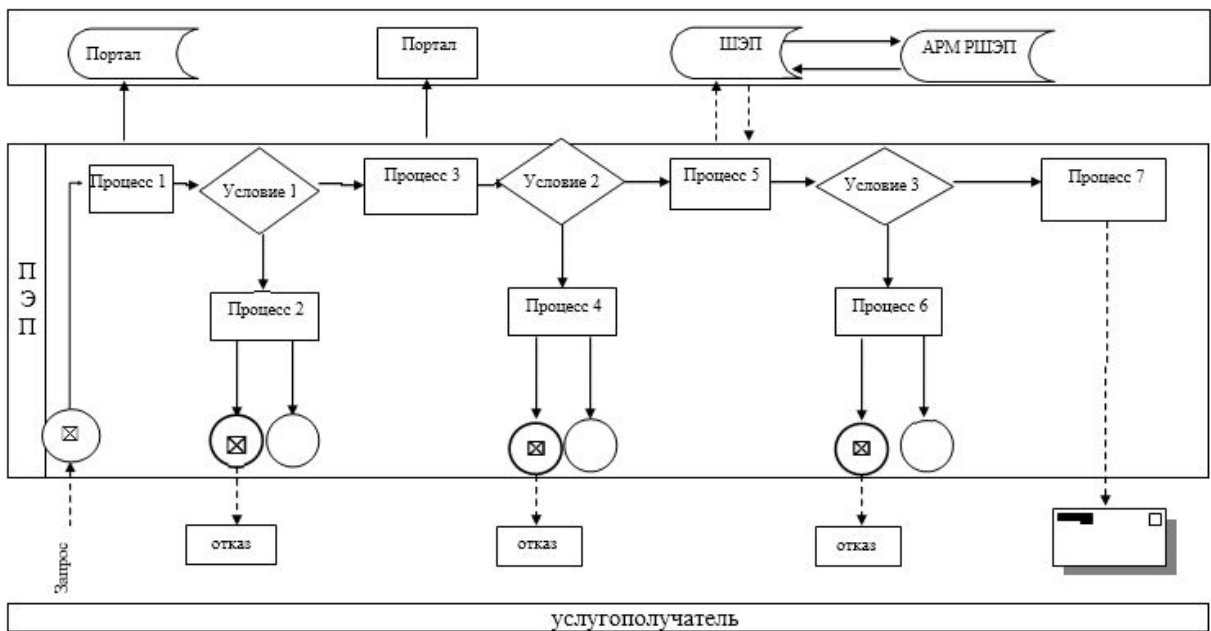 Портал
Портал
ШЭП
АРМ РШЭП
Процесс 1
Условие 1
Процесс 3
Условие 2
Процесс 5
Условие 3
Процесс 7
П
Э
П
Процесс 2
Процесс 4
Процесс 6
Запрос
отказ
отказ
отказ
услугополучатель